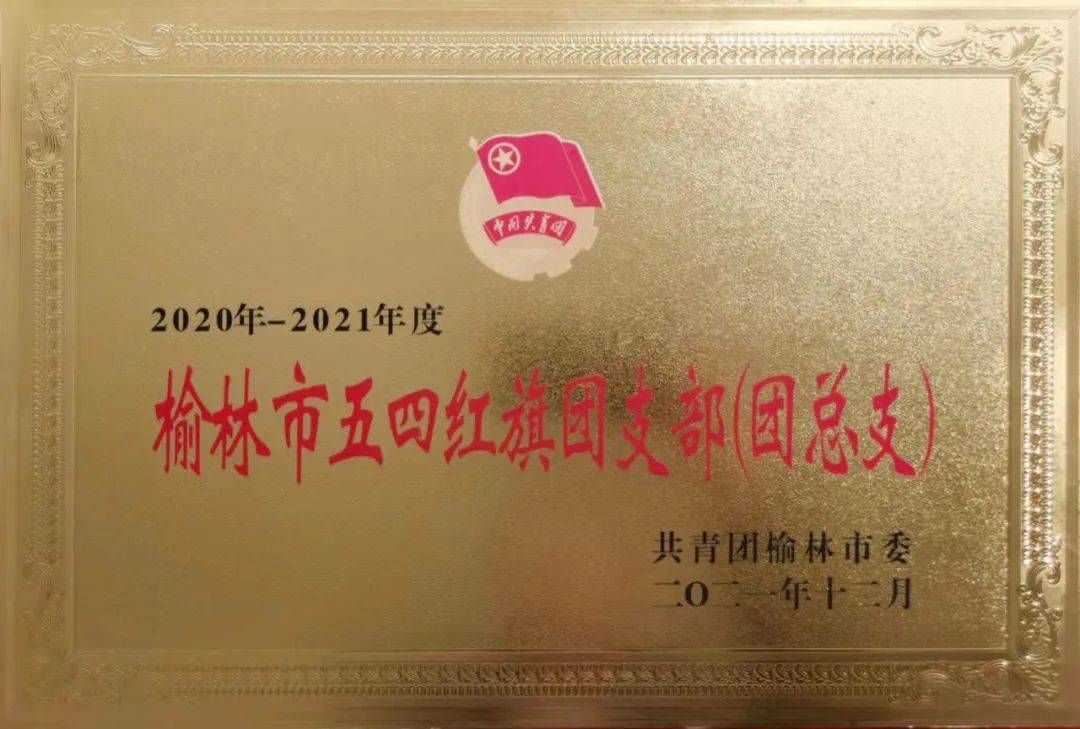 中国共青团
2020年-2021年度
榆林市五四红旗团支部(团总支)
共青团榆林市委
二〇二一年十二月